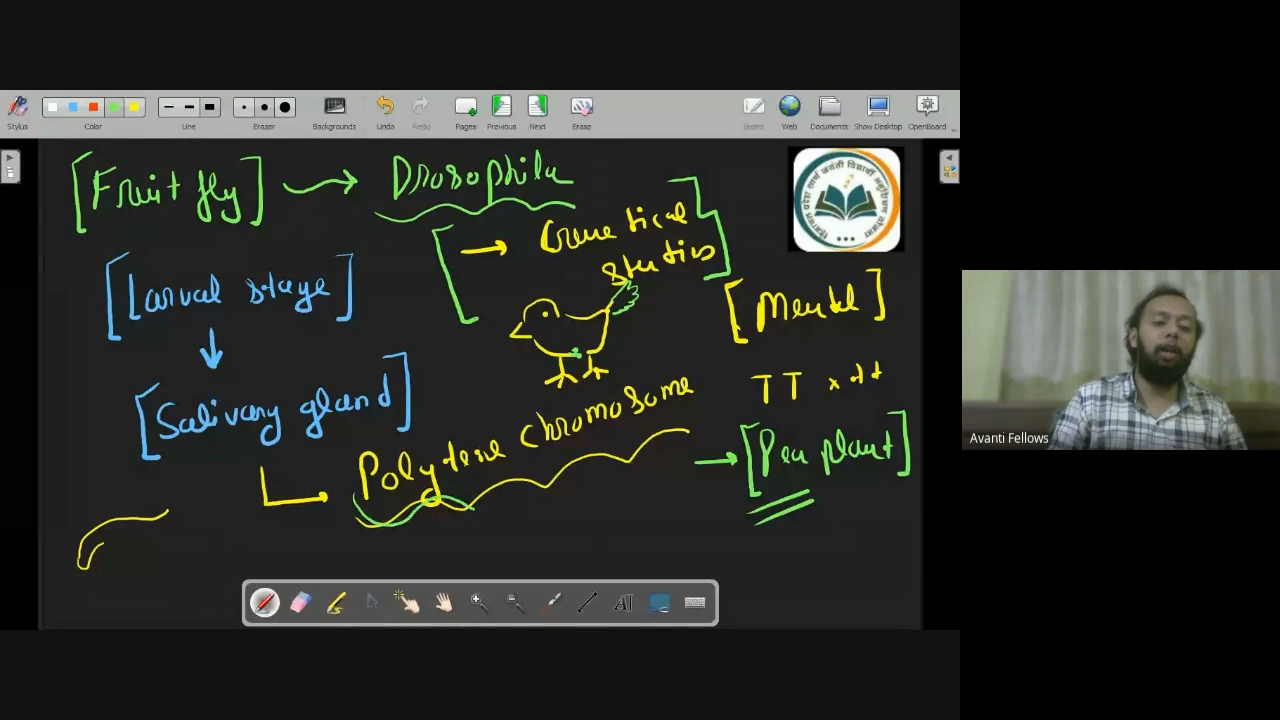 Stylus
Color
Line
Eraser
Backgrounds
Undo
Redo
Pages
Previous
Next
Erase
Board
Web
Documents
Show Desktop
OpenBoard
[Fruit fly] → Drosophila
→ Genetical
studies
[Larval stage]
↓
[Salivary gland]
Polytene chromosome
[Mendel]
TT × tt
→ [Pea plant]
Avanti Fellows